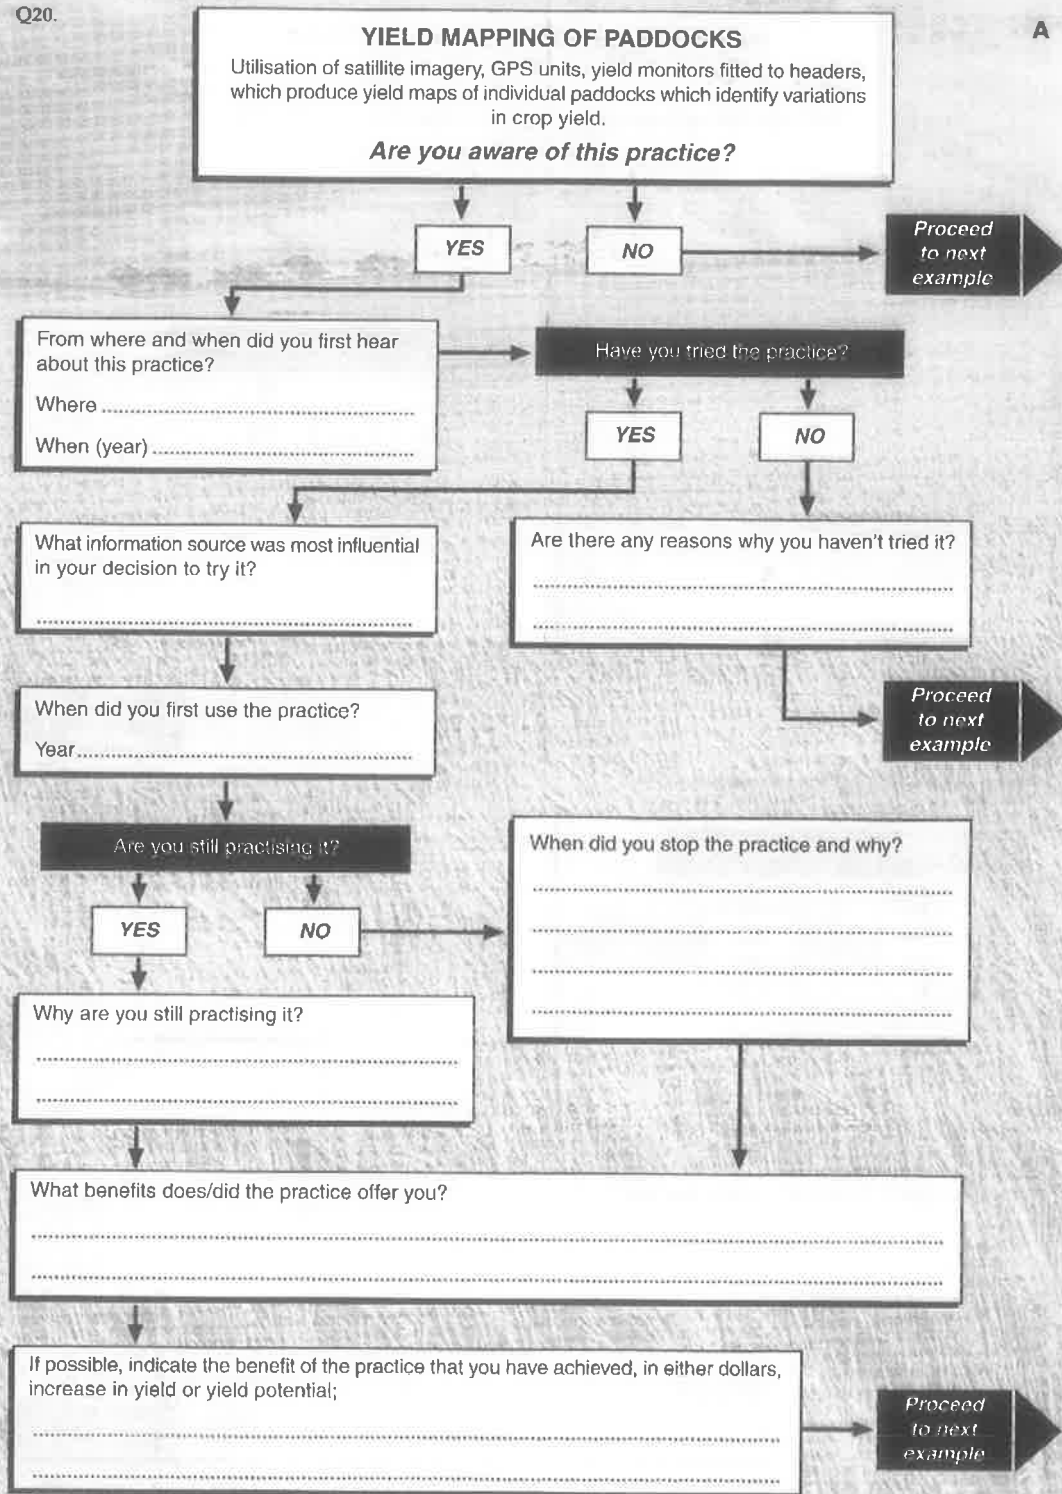 Q20.
A
YIELD MAPPING OF PADDOCKS
Utilisation of satillite imagery, GPS units, yield monitors fitted to headers,
which produce yield maps of individual paddocks which identify variations
in crop yield.
Are you aware of this practice?
YES
NO
Proceed
to next
example
From where and when did you first hear
about this practice?
Where
When (year)
Have you tried the practice?
YES
NO
What information source was most influential
in your decision to try it?
Are there any reasons why you haven't tried it?
Proceed
to next
example
When did you first use the practice?
Year
Are you still practising it?
YES
NO
When did you stop the practice and why?
Why are you still practising it?
What benefits does/did the practice offer you?
If possible, indicate the benefit of the practice that you have achieved, in either dollars,
increase in yield or yield potential;
Proceed
to next
example